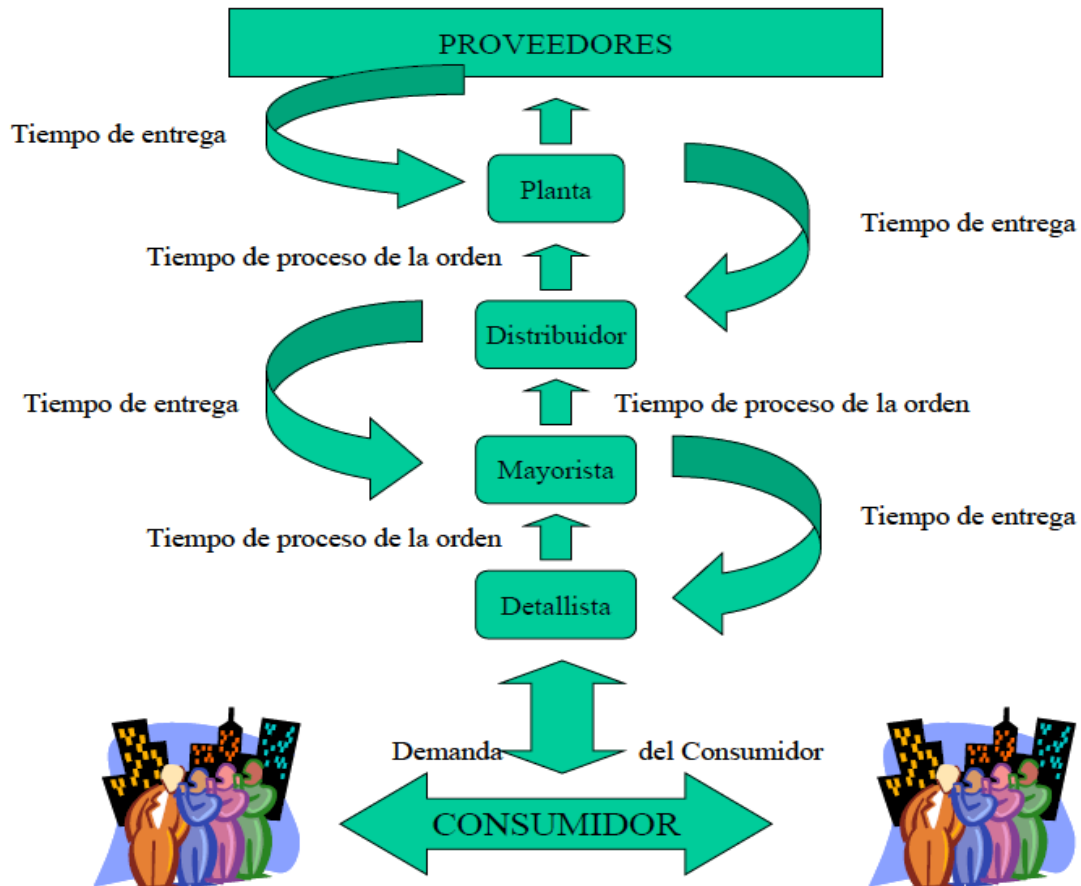 PROVEEDORES
Tiempo de entrega
Planta
Tiempo de entrega
Tiempo de proceso de la orden
Distribuidor
Tiempo de entrega
Tiempo de proceso de la orden
Mayorista
Tiempo de entrega
Tiempo de proceso de la orden
Detallista
Demanda del Consumidor
CONSUMIDOR